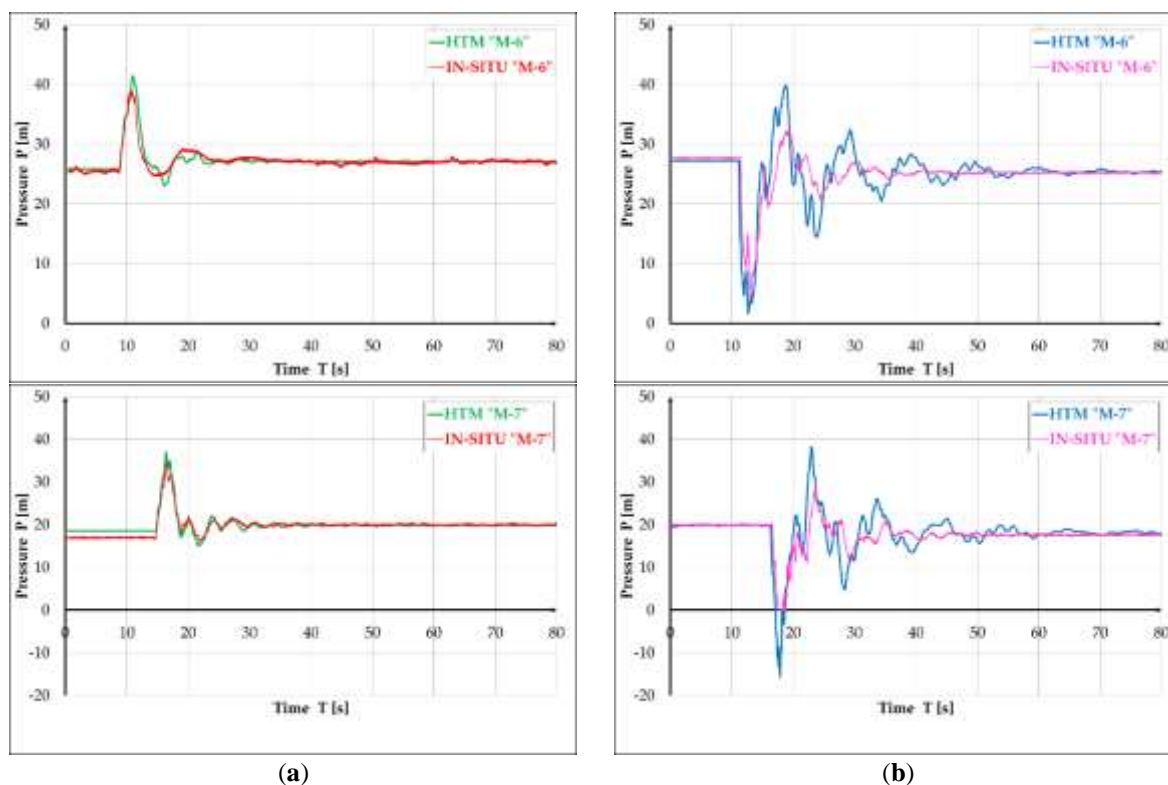 50
40
30
20
10
0
Pressure P [m]
HTM "M-6"
IN-SITU "M-6"
0 10 20 30 40 50 60 70 80
Time T [s]
50
40
30
20
10
0
Pressure P [m]
HTM "M-6"
IN-SITU "M-6"
0 10 20 30 40 50 60 70 80
Time T [s]
50
40
30
20
10
0
-10
-20
Pressure P [m]
HTM "M-7"
IN-SITU "M-7"
0 10 20 30 40 50 60 70 80
Time T [s]
50
40
30
20
10
0
-10
-20
Pressure P [m]
HTM "M-7"
IN-SITU "M-7"
0 10 20 30 40 50 60 70 80
Time T [s]
(a)
(b)